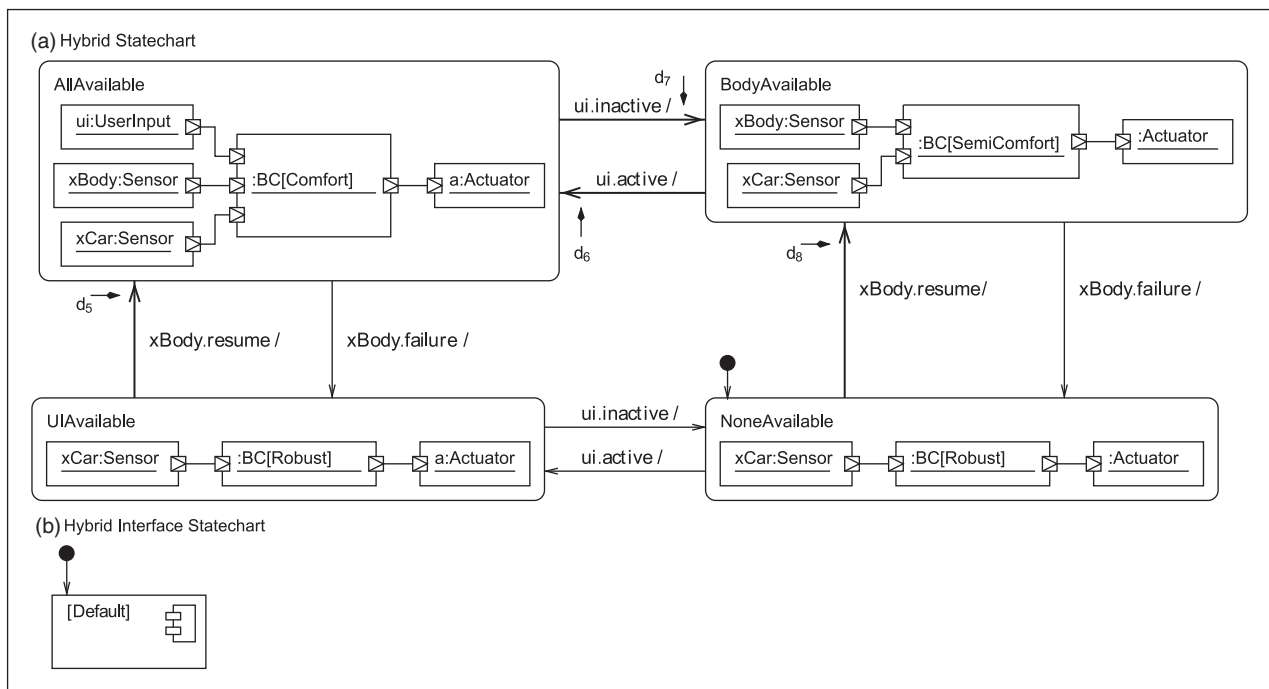 (a) Hybrid Statechart
AllAvailable
ui:UserInput
xBody:Sensor
xCar:Sensor
:BC[Comfort]
a:Actuator
d7
ui.inactive /
ui.active /
d6
BodyAvailable
xBody:Sensor
xCar:Sensor
:BC[SemiComfort]
:Actuator
d5
xBody.resume /
xBody.failure /
d8
xBody.resume/
xBody.failure /
UIAvailable
xCar:Sensor
:BC[Robust]
a:Actuator
ui.inactive /
ui.active /
NoneAvailable
xCar:Sensor
:BC[Robust]
:Actuator
(b) Hybrid Interface Statechart
[Default]